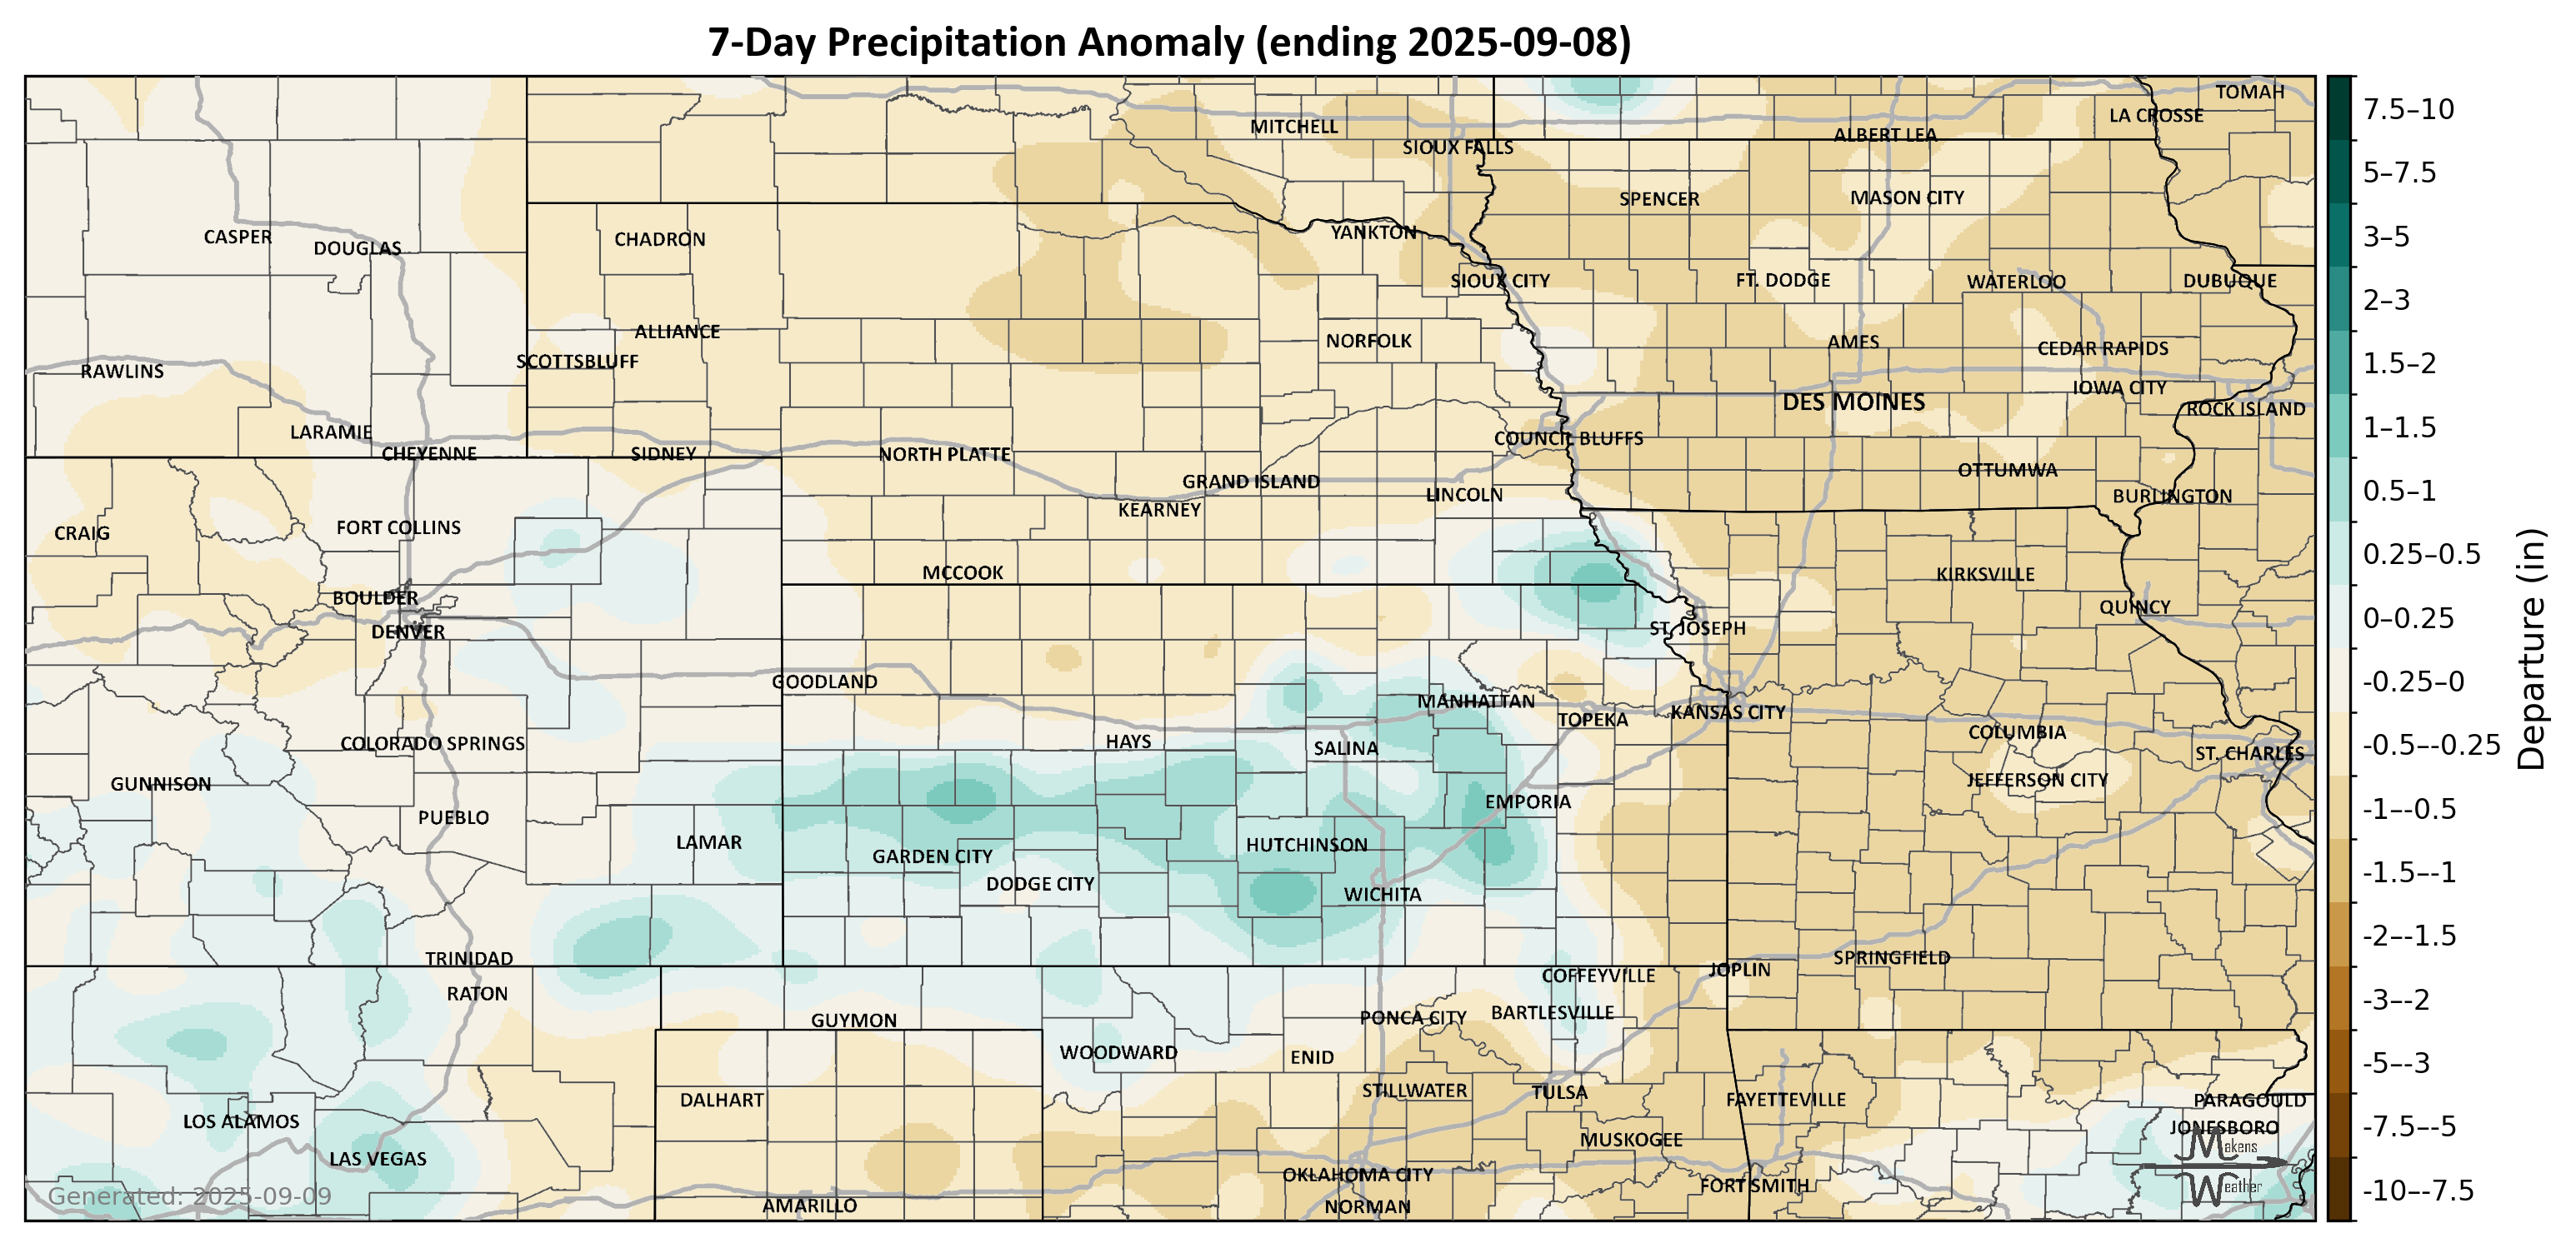 7-Day Precipitation Anomaly (ending 2025-09-08)
TOMAH
LA CROSSE
MITCHELL
ALBERT LEA
SIOUX FALLS
SPENCER
MASON CITY
YANKTON
CASPER
DOUGLAS
CHADRON
SIOUX CITY
FT. DODGE
WATERLOO
DUBUQUE
ALLIANCE
NORFOLK
AMES
CEDAR RAPIDS
SCOTTSBLUFF
RAWLINS
IOWA CITY
DES MOINES
ROCK ISLAND
LARAMIE
COUNCIL BLUFFS
CHEYENNE
SIDNEY
NORTH PLATTE
OTTUMWA
GRAND ISLAND
LINCOLN
BURLINGTON
KEARNEY
CRAIG
FORT COLLINS
MCCOOK
KIRKSVILLE
BOULDER
QUINCY
DENVER
ST. JOSEPH
GOODLAND
MANHATTAN
TOPEKA
KANSAS CITY
COLUMBIA
COLORADO SPRINGS
HAYS
SALINA
ST. CHARLES
GUNNISON
JEFFERSON CITY
EMPORIA
PUEBLO
LAMAR
GARDEN CITY
HUTCHINSON
DODGE CITY
WICHITA
TRINIDAD
SPRINGFIELD
COFFEYVILLE
JOPLIN
RATON
GUYMON
PONCA CITY
BARTLESVILLE
WOODWARD
ENID
STILLWATER
TULSA
DALHART
FAYETTEVILLE
PARAGOULD
LOS ALAMOS
JONESBORO
MUSKOGEE
LAS VEGAS
OKLAHOMA CITY
FORT SMITH
AMARILLO
NORMAN
Generated: 2025-09-09
Makens
Weather
7.5–10
5–7.5
3–5
2–3
1.5–2
1–1.5
0.5–1
0.25–0.5
0–0.25
-0.25–0
-0.5–-0.25
-1–-0.5
-1.5–-1
-2–-1.5
-3–-2
-5–-3
-7.5–-5
-10–-7.5
Departure (in)